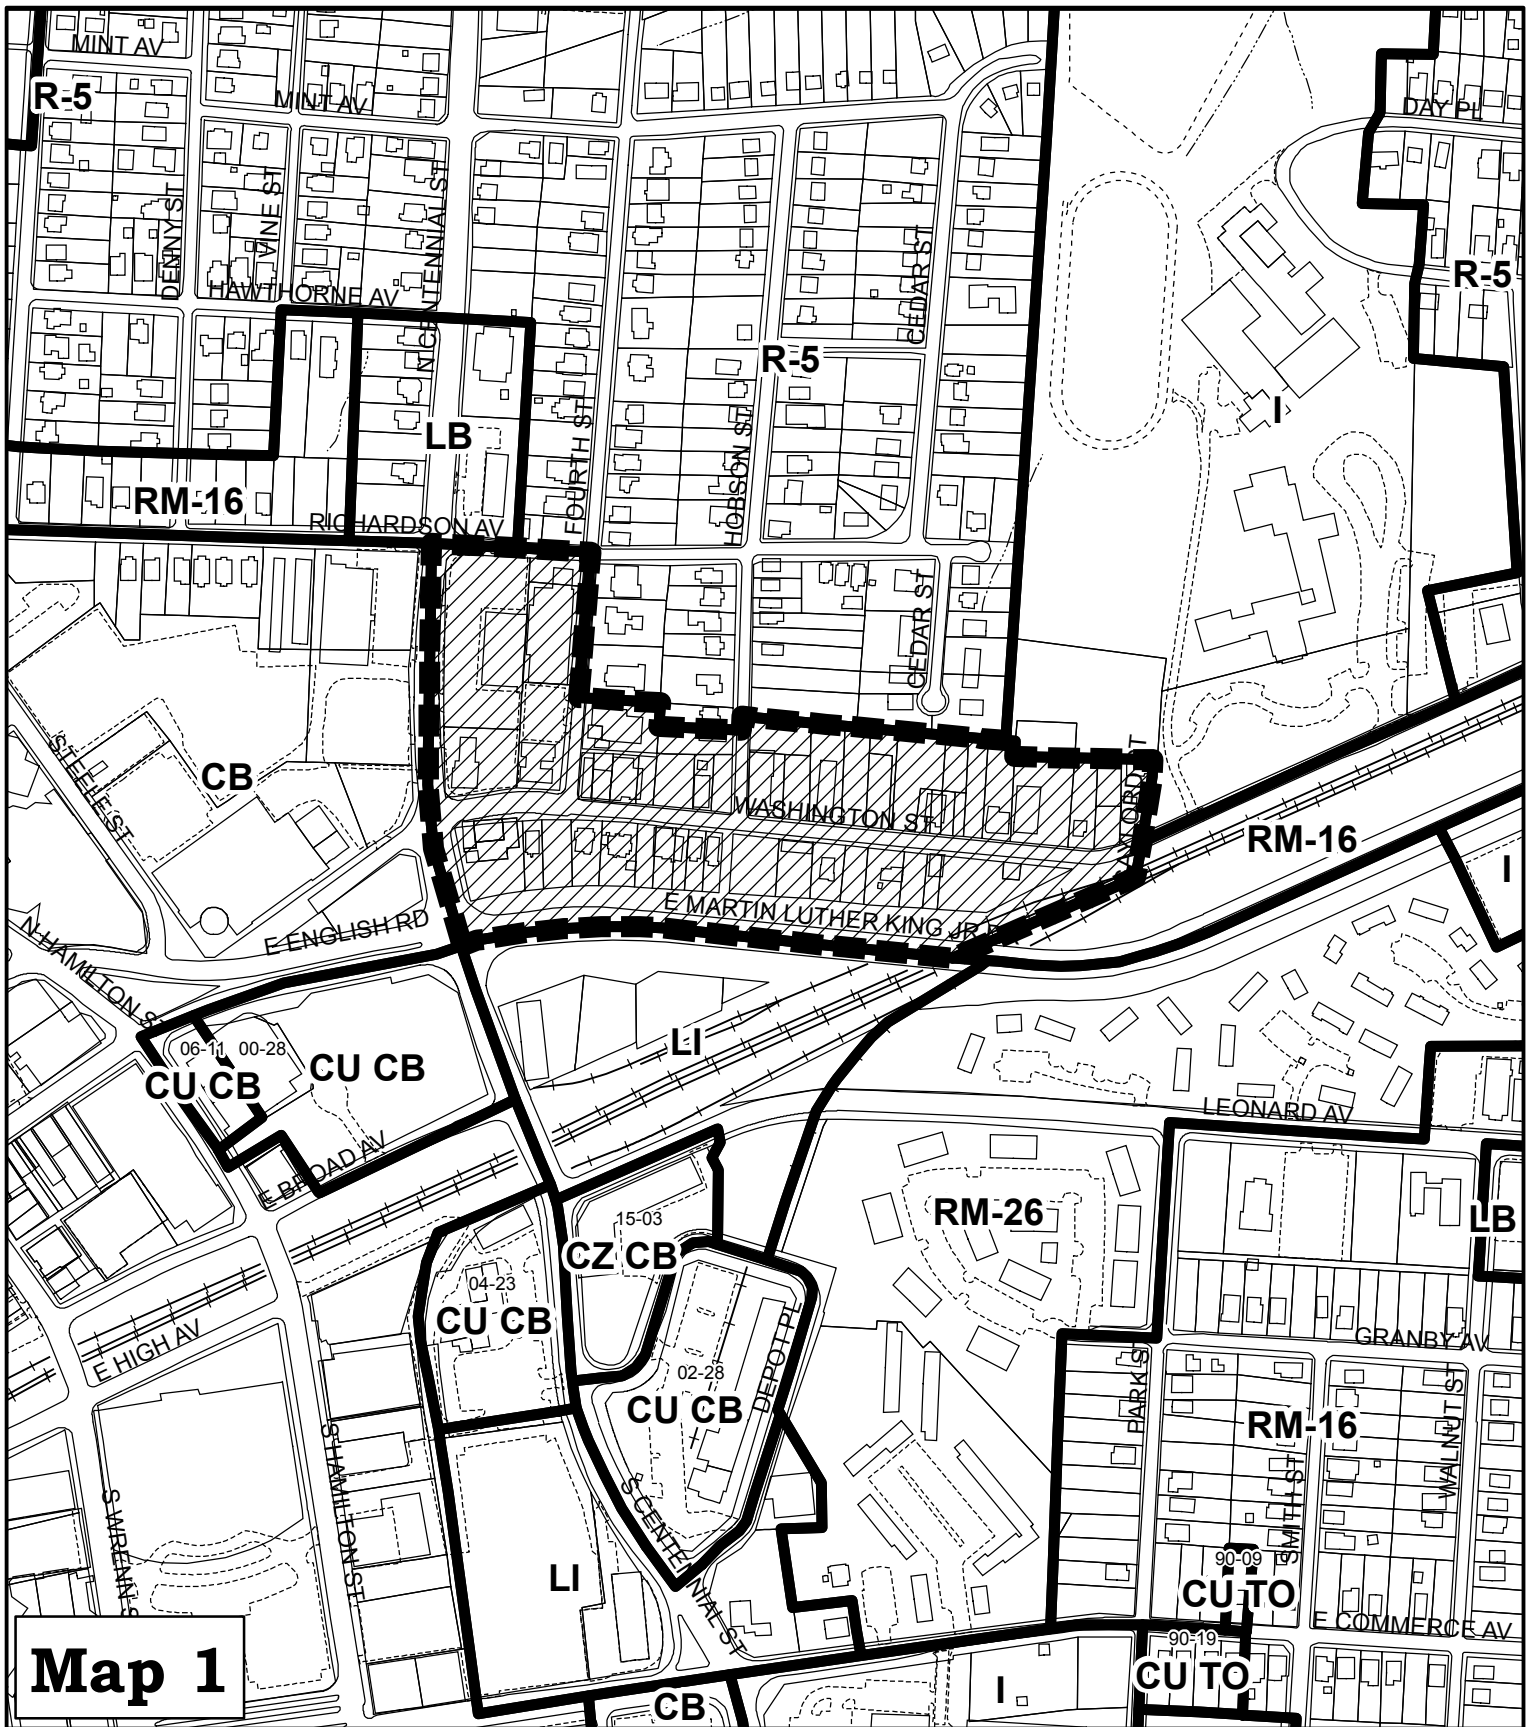 MINT AV
R-5
MINT AV
DAY PL
DENNY ST
VINE ST
N CENTENNIAL ST
CEDAR ST
R-5
HAWTHORNE AV
R-5
I
LB
FOURTH ST
HOBSON ST
RM-16
RICHARDSON AV
CEDAR ST
STEELE ST
CB
WASHINGTON ST
RM-16
I
E MARTIN LUTHER KING JR
E ENGLISH RD
N HAMILTON
LI
06-11
00-28
CU CB
CU CB
LEONARD AV
E BROAD AV
RM-26
LB
15-03
CZ CB
04-23
CU CB
DEPOT PL
E HIGH AV
GRANBY AV
PARK ST
02-28
CU CB
RM-16
WALNUT ST
S HAMILTON ST
S WRENN S
S CENTENNIAL ST
SMITH ST
90-09
CU TO
LI
E COMMERCE AV
90-19
CU TO
Map 1
I
CB